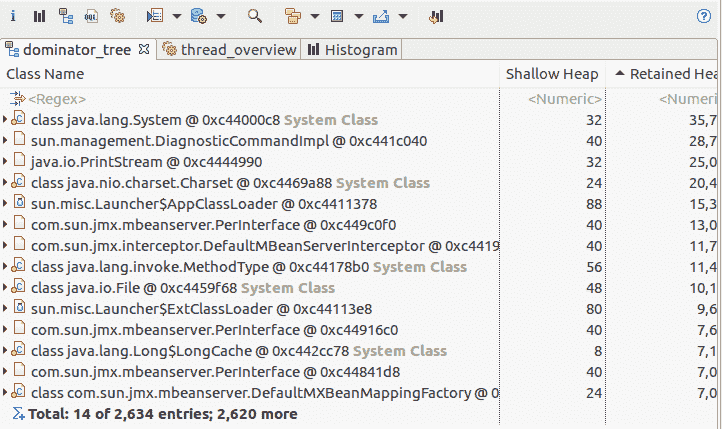 i OQL ?
dominator_tree thread_overview Histogram
Class Name Shallow Heap Retained Hea
<Regex> <Numeric> <Numeri
class java.lang.System @ 0xc44000c8 System Class 32 35,7
sun.management.DiagnosticCommandImpl @ 0xc441c040 40 28,7
java.io.PrintStream @ 0xc4444990 32 25,0
class java.nio.charset.Charset @ 0xc4469a88 System Class 24 20,4
sun.misc.Launcher$AppClassLoader @ 0xc4411378 88 15,3
com.sun.jmx.mbeanserver.PerInterface @ 0xc449c0f0 40 13,0
com.sun.jmx.interceptor.DefaultMBeanServerInterceptor @ 0xc4419 40 11,7
class java.lang.invoke.MethodType @ 0xc44178b0 System Class 56 11,4
class java.io.File @ 0xc4459f68 System Class 48 10,1
sun.misc.Launcher$ExtClassLoader @ 0xc44113e8 80 9,6
com.sun.jmx.mbeanserver.PerInterface @ 0xc44916c0 40 7,6
class java.lang.Long$LongCache @ 0xc442cc78 System Class 8 7,1
com.sun.jmx.mbeanserver.PerInterface @ 0xc44841d8 40 7,0
class com.sun.jmx.mbeanserver.DefaultMXBeanMappingFactory @ 0 24 7,0
Total: 14 of 2,634 entries; 2,620 more